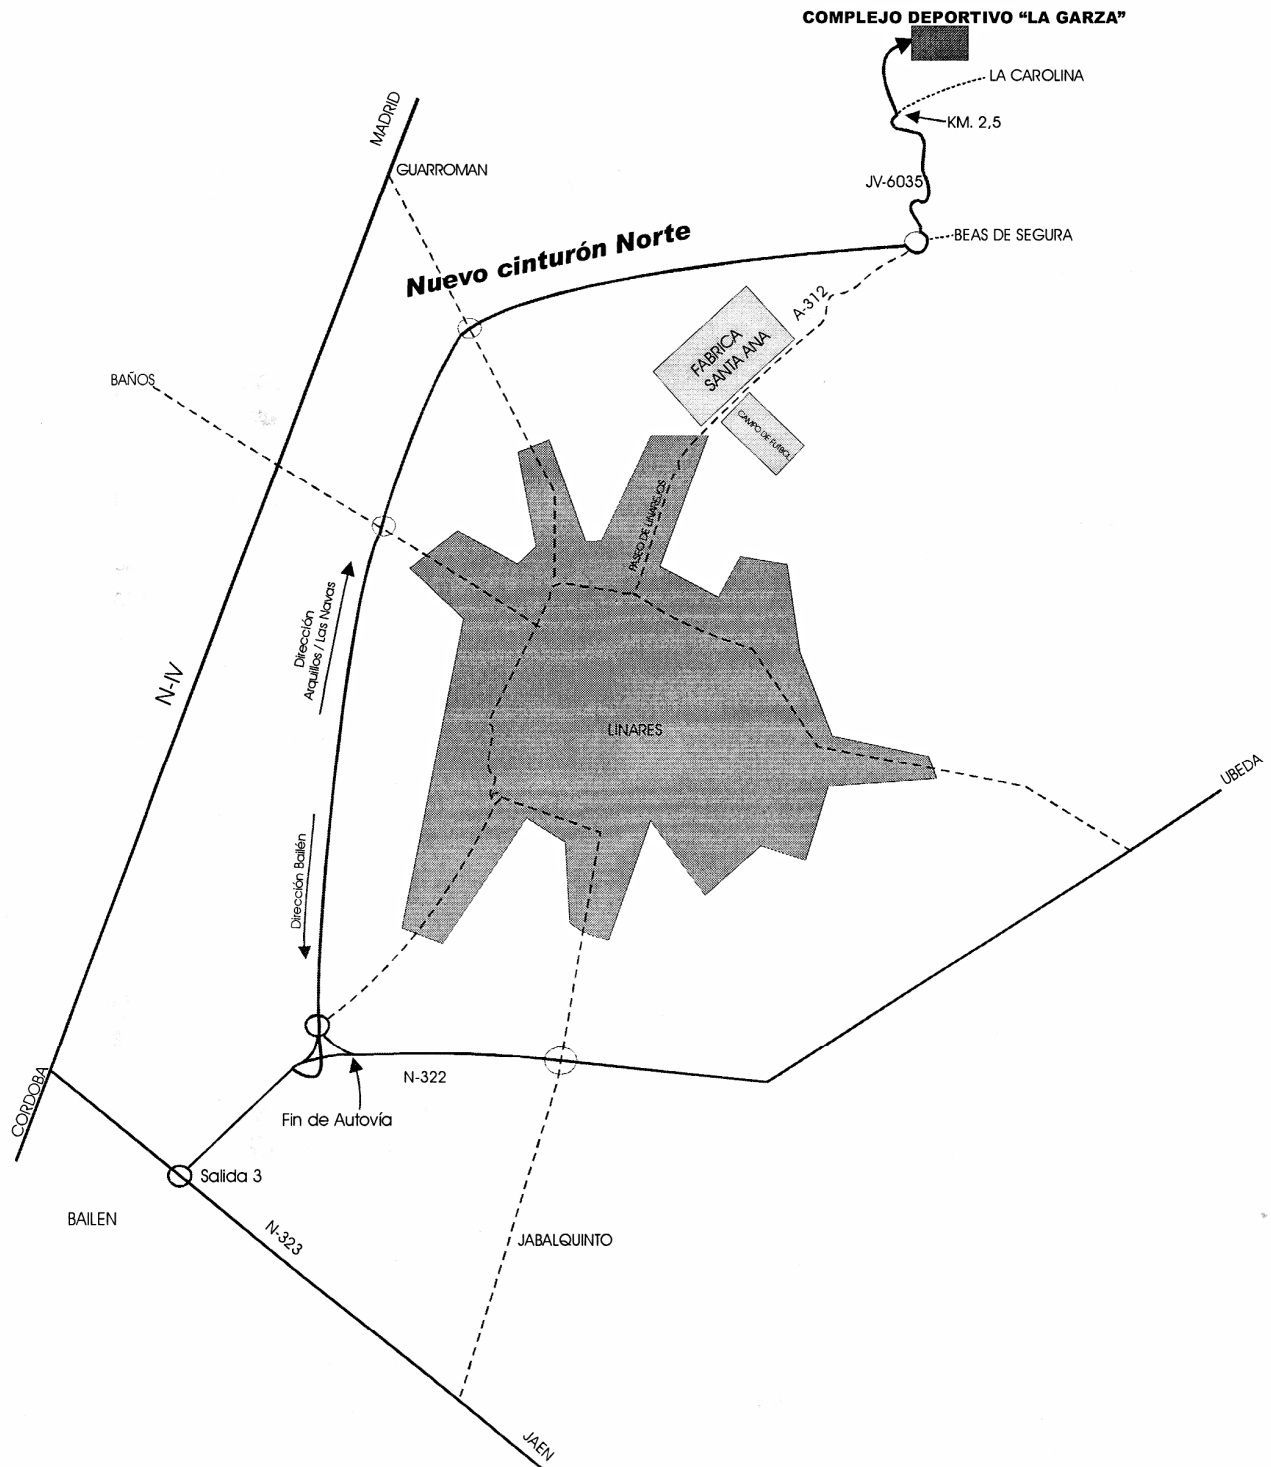 COMPLEJO DEPORTIVO “LA GARZA”
LA CAROLINA
KM. 2,5
MADRID
GUARROMAN
JV-6035
BEAS DE SEGURA
Nuevo cinturón Norte
A-312
FABRICA
SANTA ANA
BAÑOS
CAMPO DE FUTBOL
PASEO DE LINAREJOS
Dirección
Arquillos / Las Navas
N-IV
LINARES
UBEDA
Dirección Bailén
N-322
CORDOBA
Fin de Autovía
Salida 3
BAILEN
N-323
JABALQUINTO
JAEN